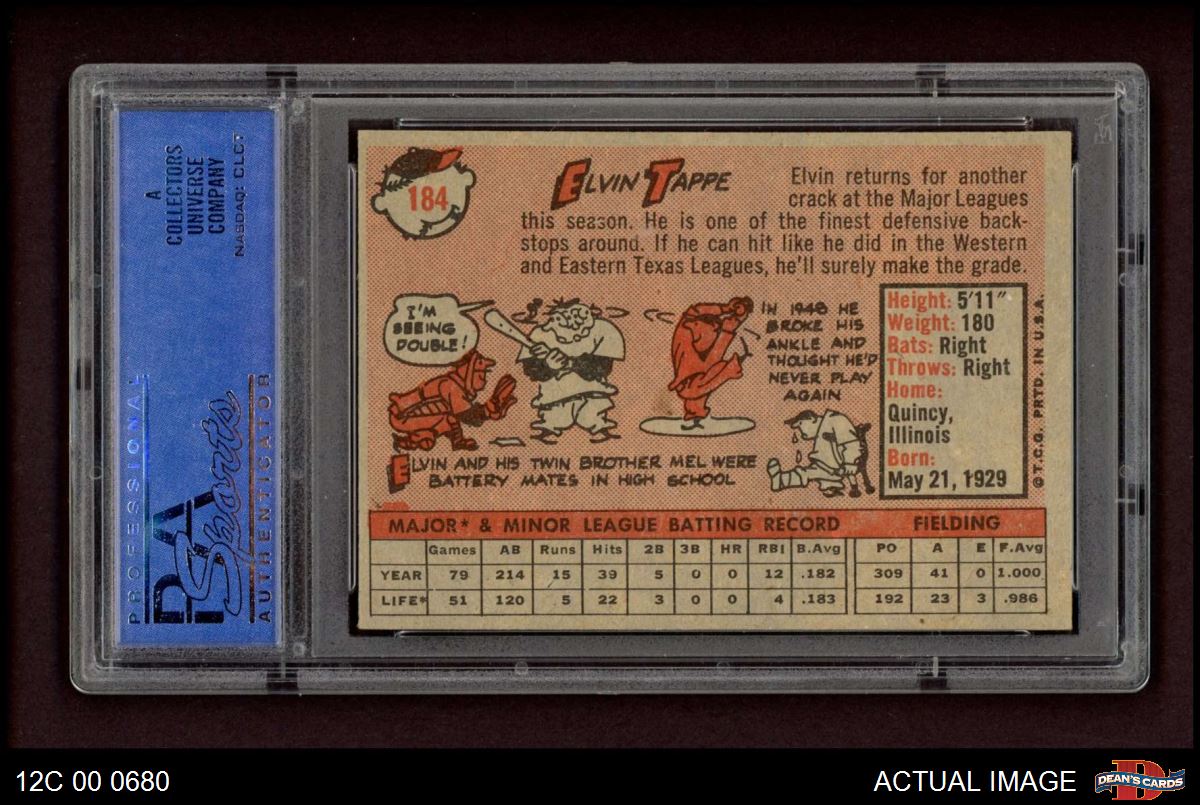 A
COLLECTORS
UNIVERSE
COMPANY
NASDAQ: CLCT
PROFESSIONAL
PSA
Sports
AUTHENTICATOR
184
ELVIN TAPPE
Elvin returns for another
crack at the Major Leagues
this season. He is one of the finest defensive back-
stops around. If he can hit like he did in the Western
and Eastern Texas Leagues, he'll surely make the grade.
I'M
SEEING
DOUBLE!
IN 1948 HE
BROKE HIS
ANKLE AND
THOUGHT HE'D
NEVER PLAY
AGAIN
ELVIN AND HIS TWIN BROTHER MEL WERE
BATTERY MATES IN HIGH SCHOOL
Height: 5'11"
Weight: 180
Bats: Right
Throws: Right
Home:
Quincy,
Illinois
Born:
May 21, 1929
©T.C.G. PRTD. IN U.S.A.
MAJOR* & MINOR LEAGUE BATTING RECORD FIELDING
Games AB Runs Hits 2B 3B HR RBI B.Avg PO A E F.Avg
YEAR 79 214 15 39 5 0 0 12 .182 309 41 0 1.000
LIFE* 51 120 5 22 3 0 0 4 .183 192 23 3 .986
12C 00 0680
ACTUAL IMAGE
DEAN'S CARDS